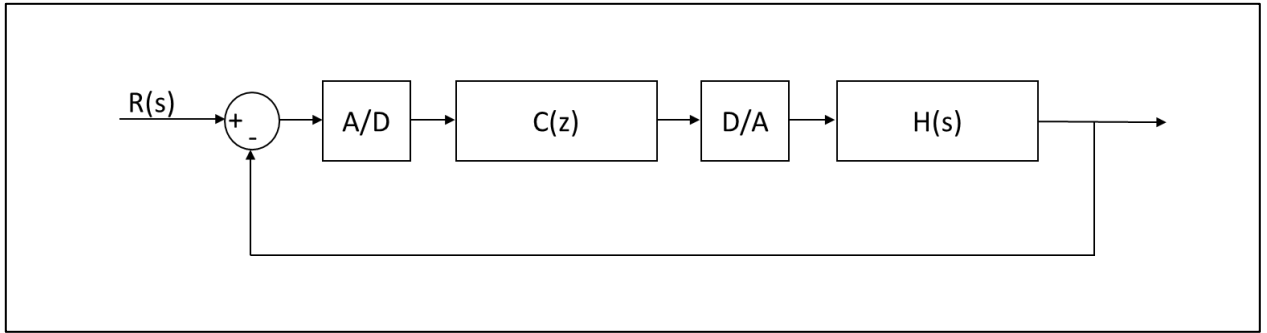 R(s)
+
-
A/D
C(z)
D/A
H(s)